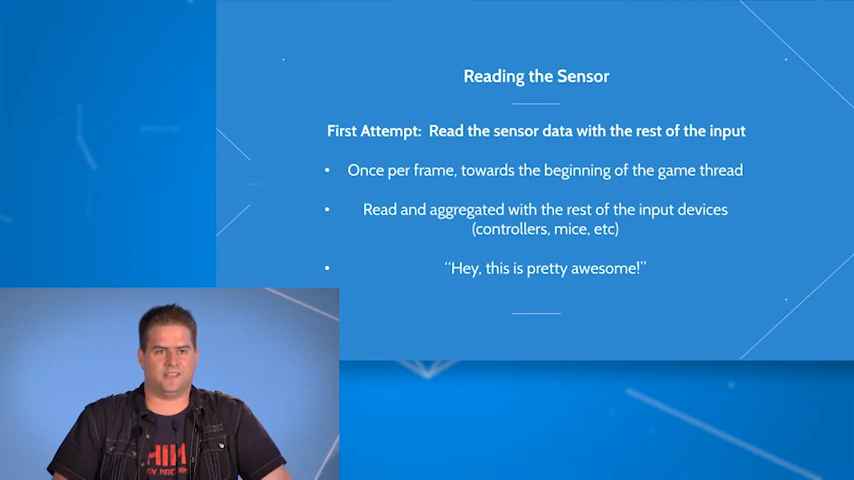 Reading the Sensor
First Attempt: Read the sensor data with the rest of the input
• Once per frame, towards the beginning of the game thread
• Read and aggregated with the rest of the input devices
(controllers, mice, etc)
• “Hey, this is pretty awesome!”